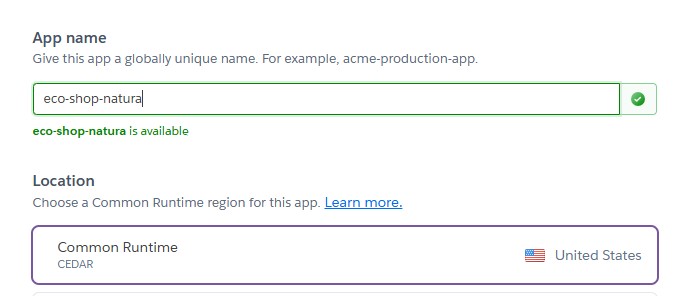 App name
Give this app a globally unique name. For example, acme-production-app.
eco-shop-natura
eco-shop-natura is available
Location
Choose a Common Runtime region for this app. Learn more.
Common Runtime
United States
CEDAR